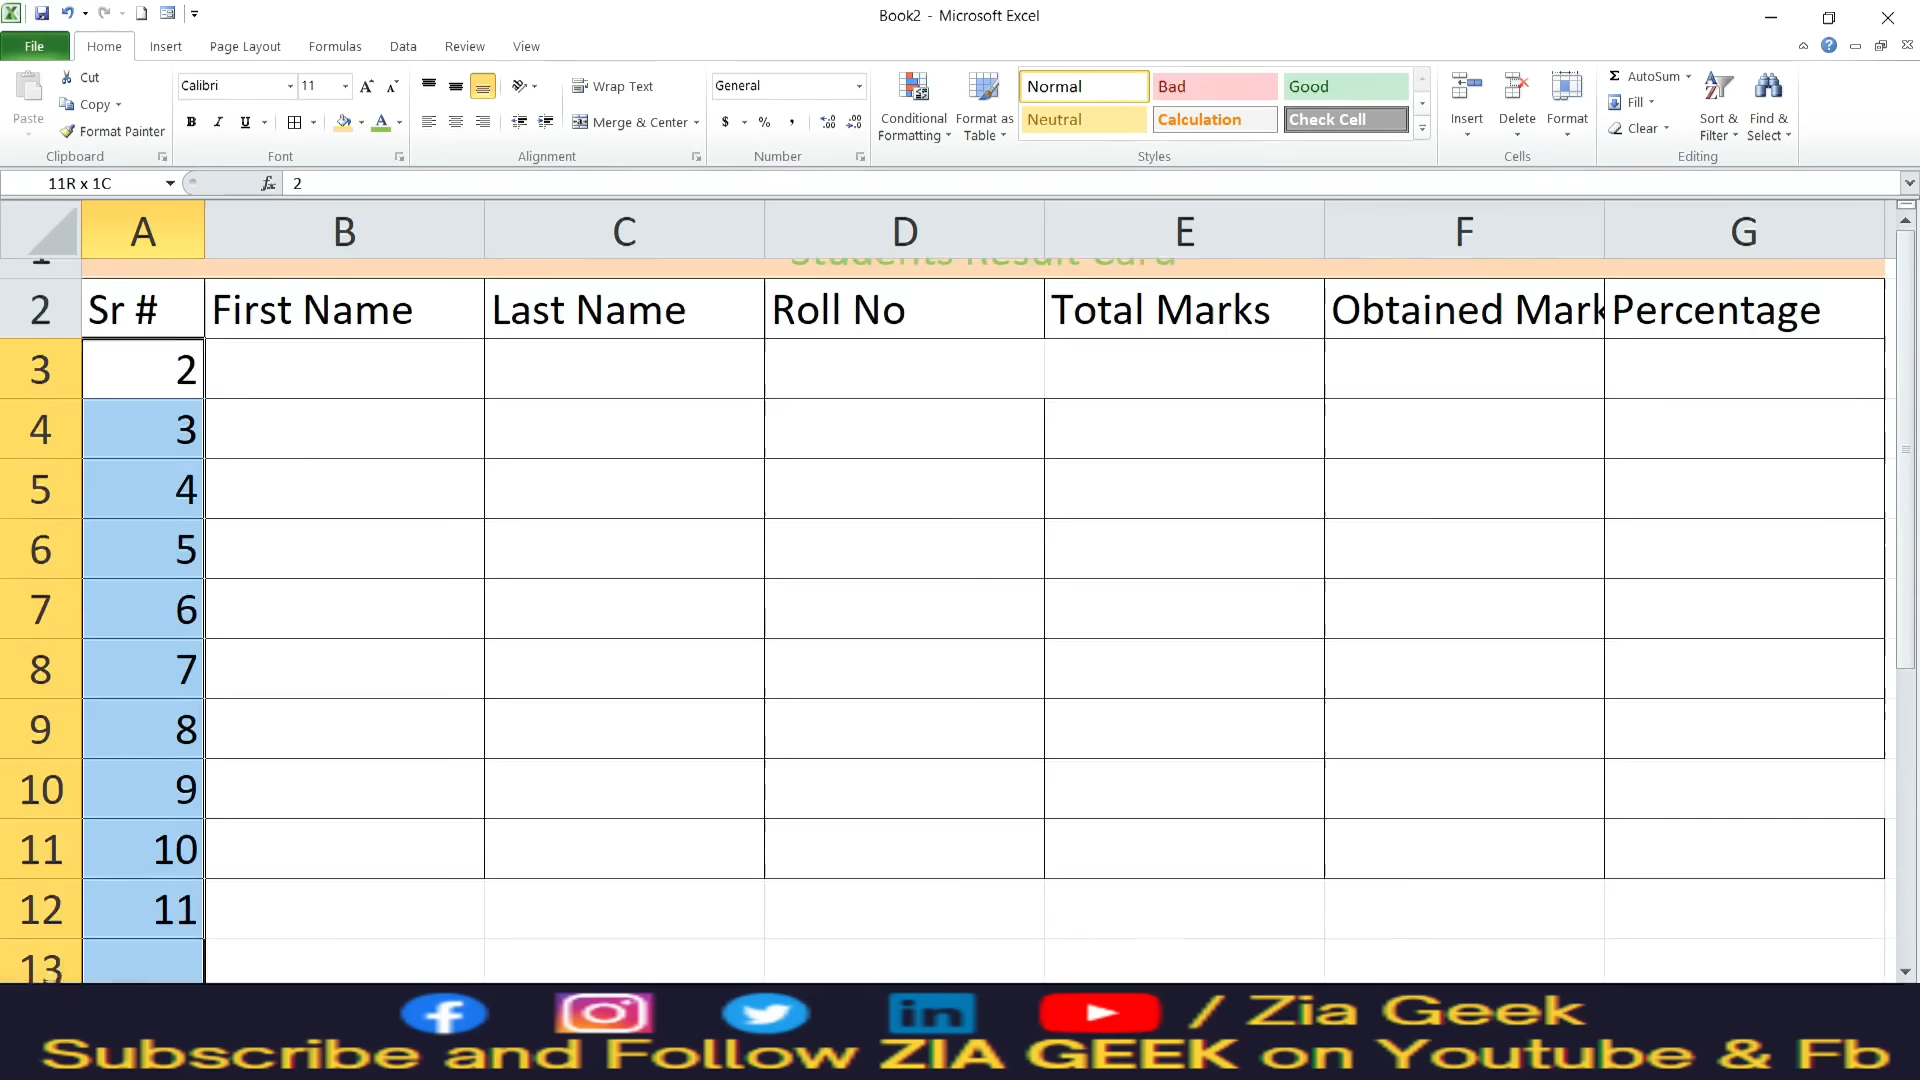 Book2 - Microsoft Excel
File Home Insert Page Layout Formulas Data Review View
Paste
Cut
Copy
Format Painter
Clipboard
Calibri 11
B I U
Font
Wrap Text
Merge & Center
Alignment
General
$ % ,
Number
Conditional Formatting
Format as Table
Normal Bad Good
Neutral Calculation Check Cell
Styles
Insert Delete Format
Cells
Σ AutoSum
Fill
Clear
Sort & Filter
Find & Select
Editing
11R x 1C fx 2
A B C D E F G
1 Students Result Card
2 Sr # First Name Last Name Roll No Total Marks Obtained Mark Percentage
3 2
4 3
5 4
6 5
7 6
8 7
9 8
10 9
11 10
12 11
13
/ Zia Geek
Subscribe and Follow ZIA GEEK on Youtube & Fb